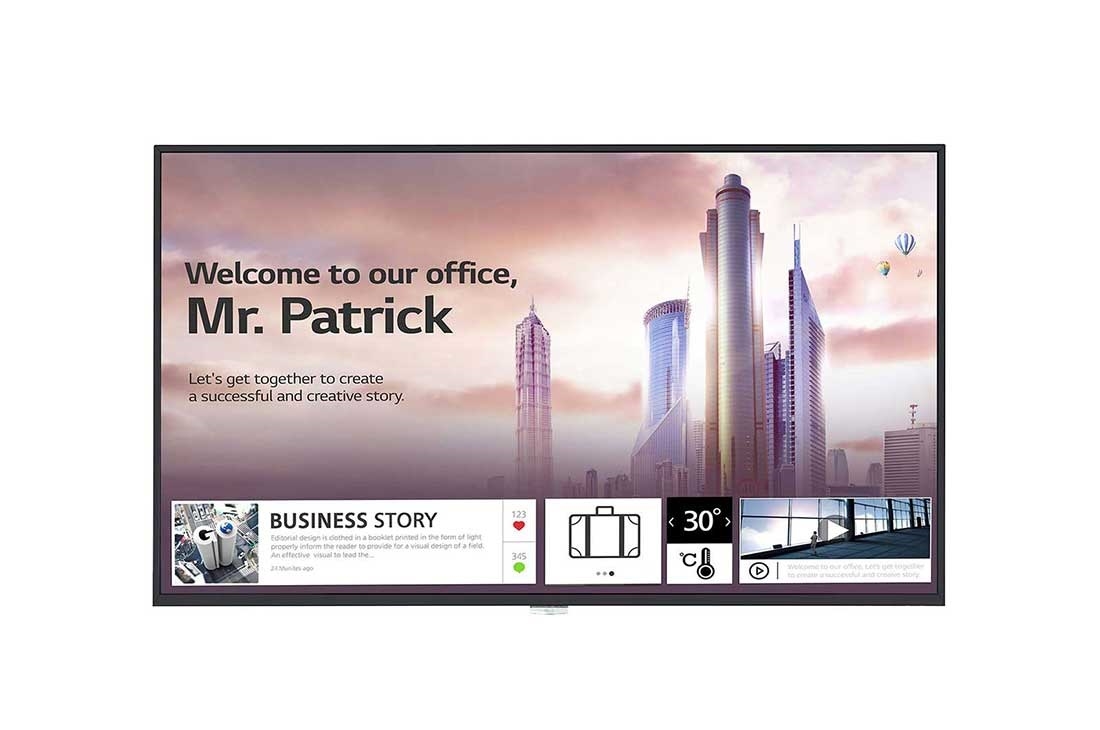 Welcome to our office,
Mr. Patrick
Let's get together to create
a successful and creative story.
BUSINESS STORY
Editorial design is clothed in a booklet printed in the form of light
properly inform the reader to provide for a visual design of a field.
An effective visual to lead the...
24 Munites ago
123
345
30°
°C
Welcome to our office, Let's get together
to create a successful and creative story.